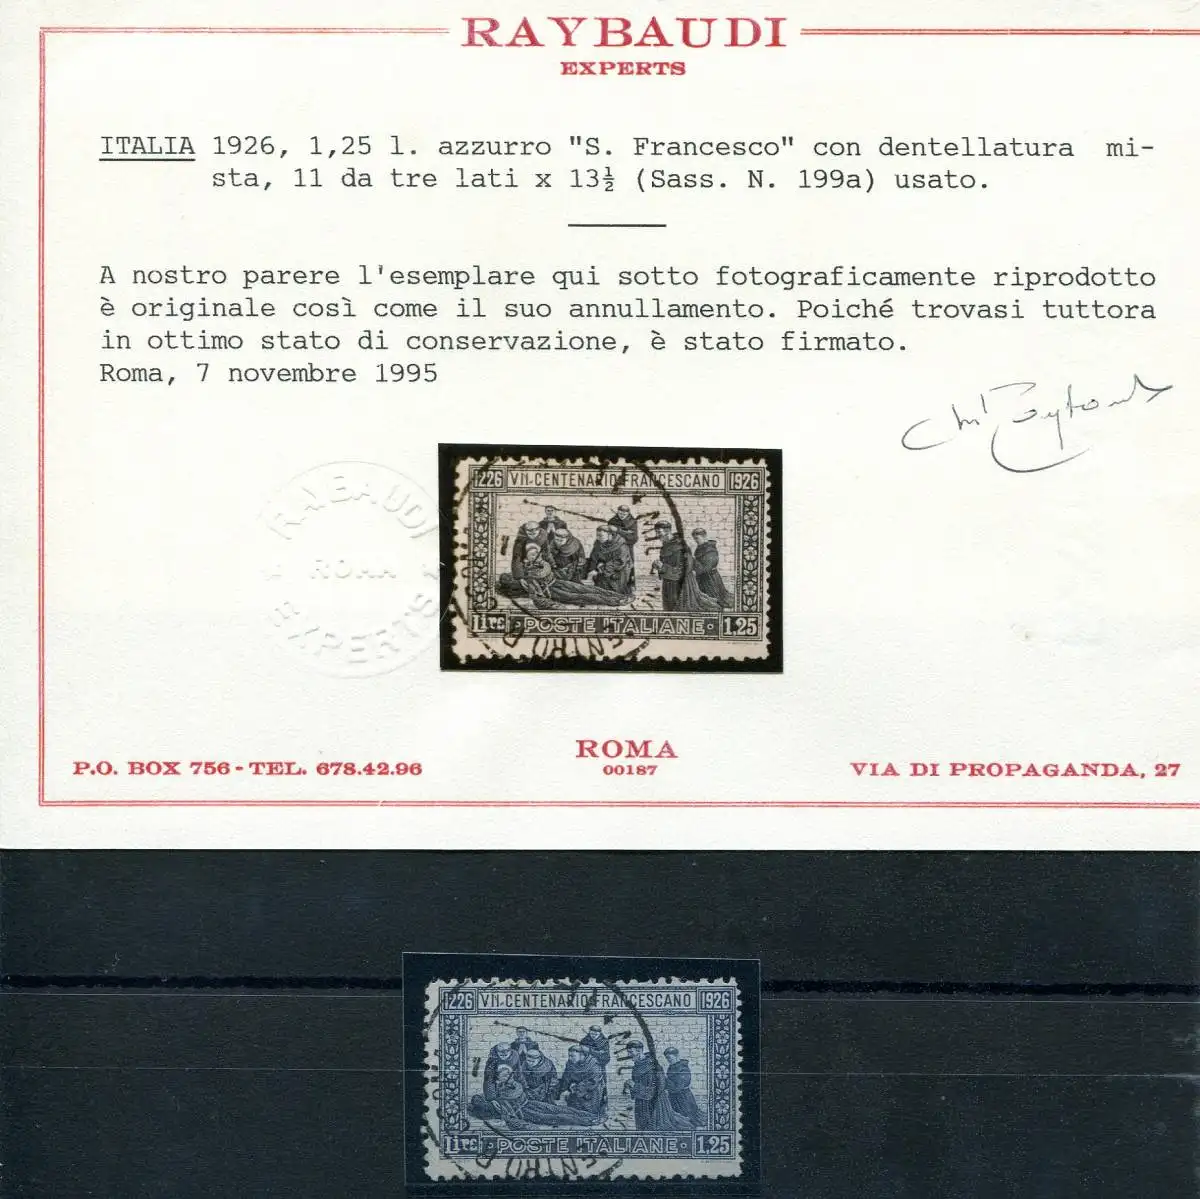 RAYBAUDI
EXPERTS
ITALIA 1926, 1,25 l. azzurro "S. Francesco" con dentellatura mi-
sta, 11 da tre lati x 13½ (Sass. N. 199a) usato.
A nostro parere l'esemplare qui sotto fotograficamente riprodotto
è originale così come il suo annullamento. Poiché trovasi tuttora
in ottimo stato di conservazione, è stato firmato.
Roma, 7 novembre 1995
RAYBAUDI
ROMA
EXPERTS
1226 VII-CENTENARIO FRANCESCANO 1926
LIRE ·POSTE ITALIANE· 1.25
ROMA
00187
P.O. BOX 756 - TEL. 678.42.96
VIA DI PROPAGANDA, 27
1226 VII-CENTENARIO FRANCESCANO 1926
LIRE ·POSTE ITALIANE· 1.25